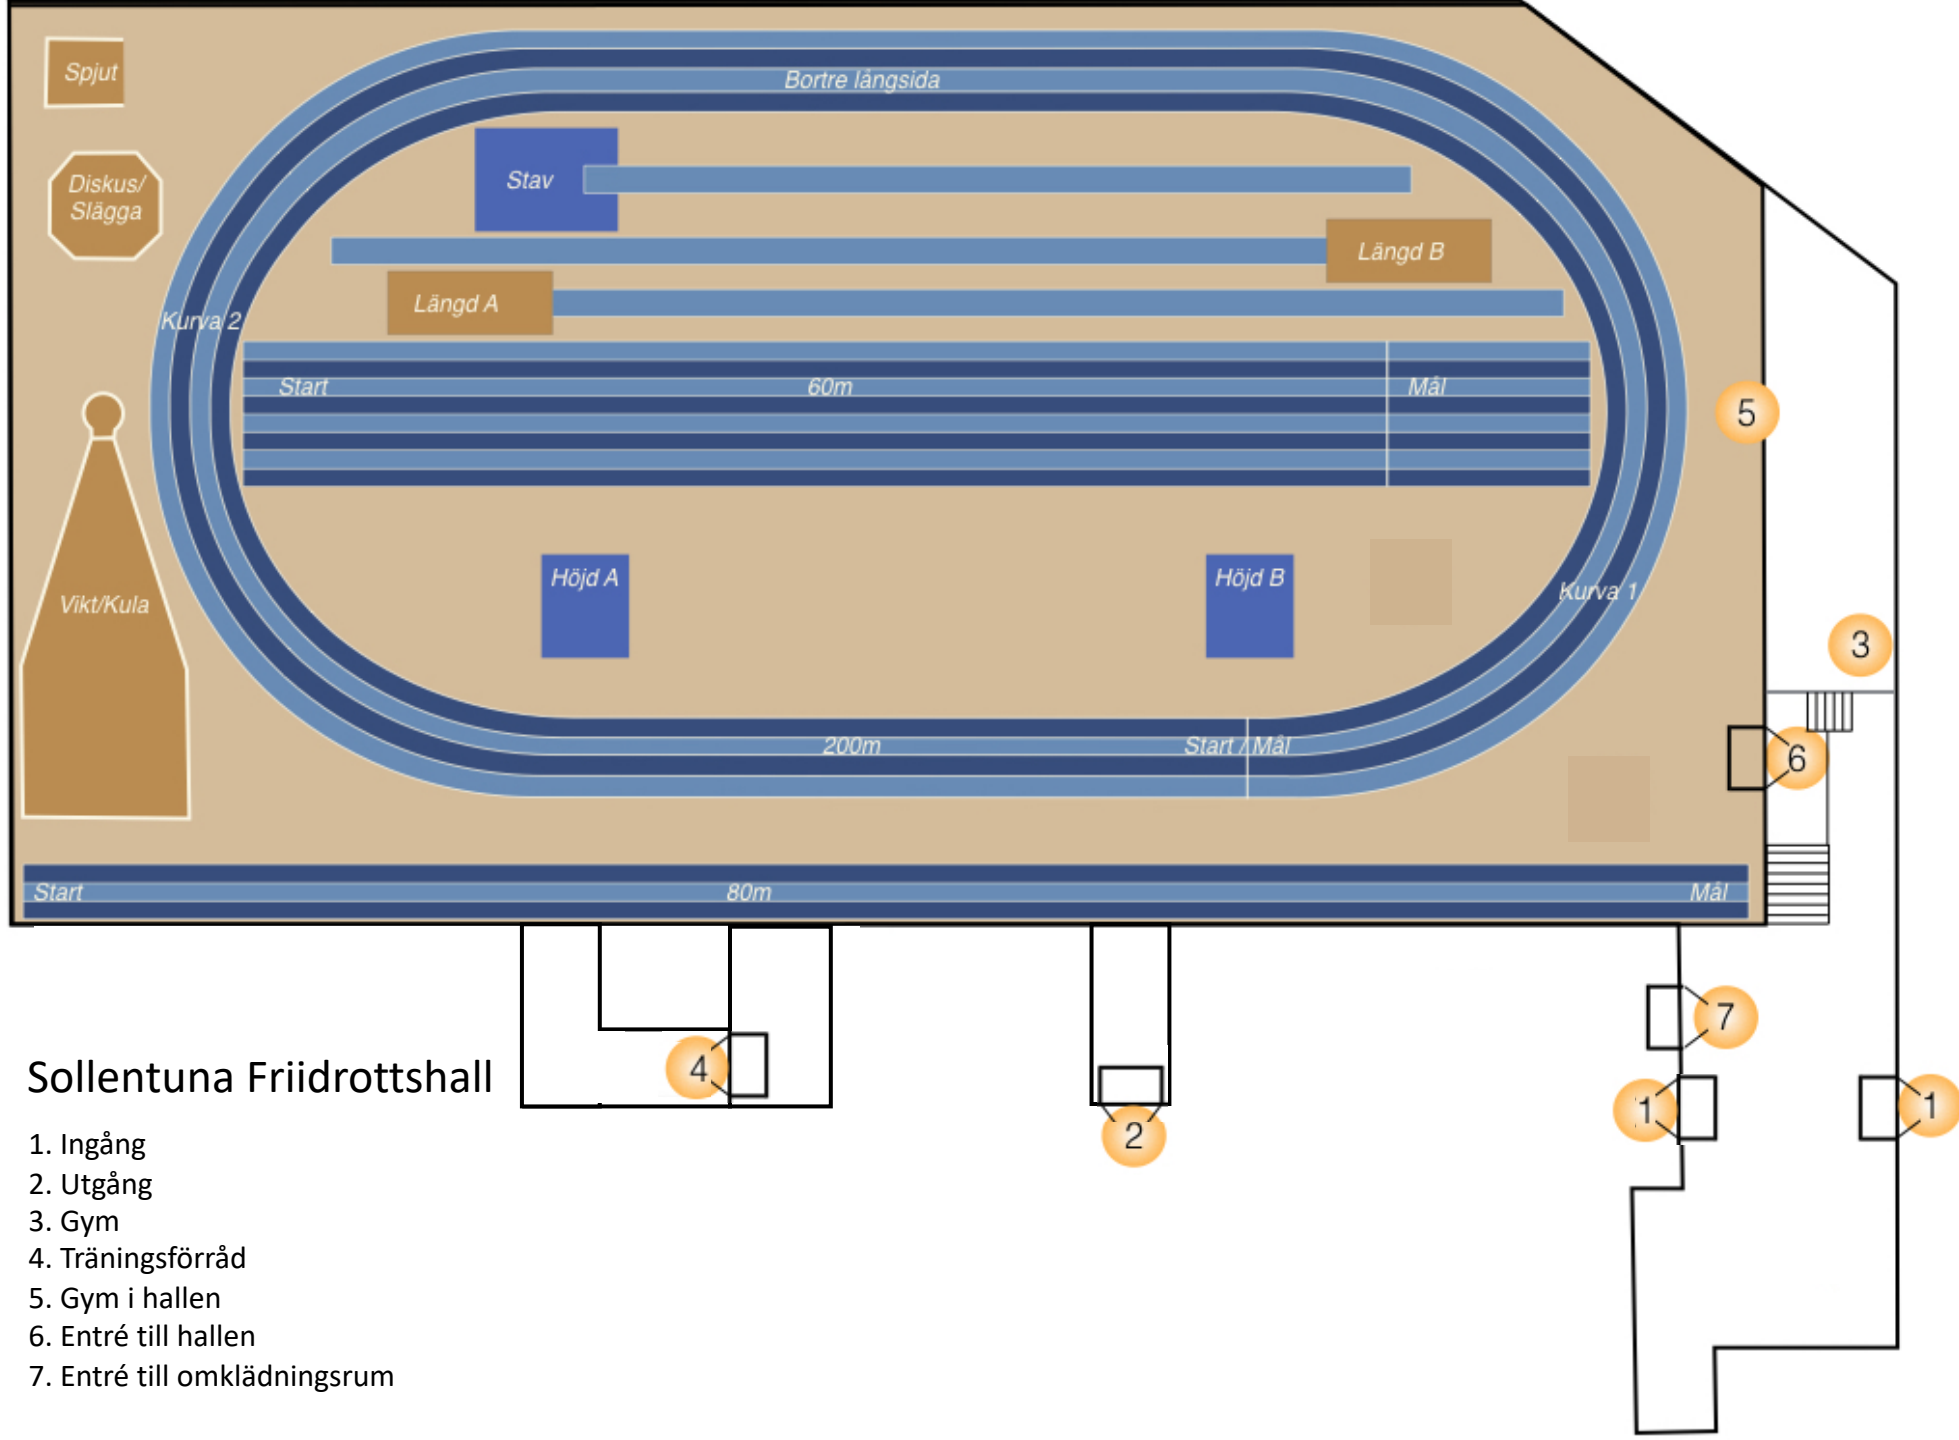 Spjut
Bortre långsida
Stav
Diskus/
Slägga
Längd B
Längd A
Kurva 2
Start
60m
Mål
5
Höjd A
Höjd B
Kurva 1
Vikt/Kula
3
200m
Start / Mål
6
Start
80m
Mål
7
4
1
1
2
Sollentuna Friidrottshall
1. Ingång
2. Utgång
3. Gym
4. Träningsförråd
5. Gym i hallen
6. Entré till hallen
7. Entré till omklädningsrum